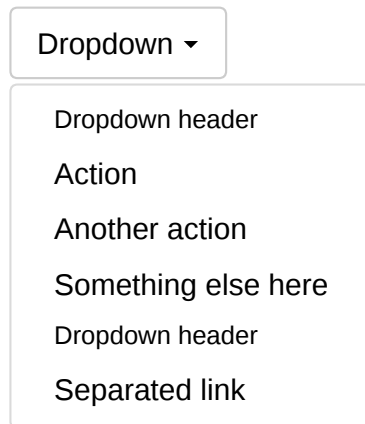 Dropdown
Dropdown header
Action
Another action
Something else here
Dropdown header
Separated link